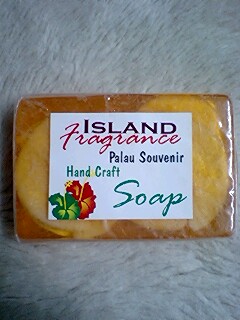 ISLAND
Fragrance
Palau Souvenir
Hand Craft
Soap